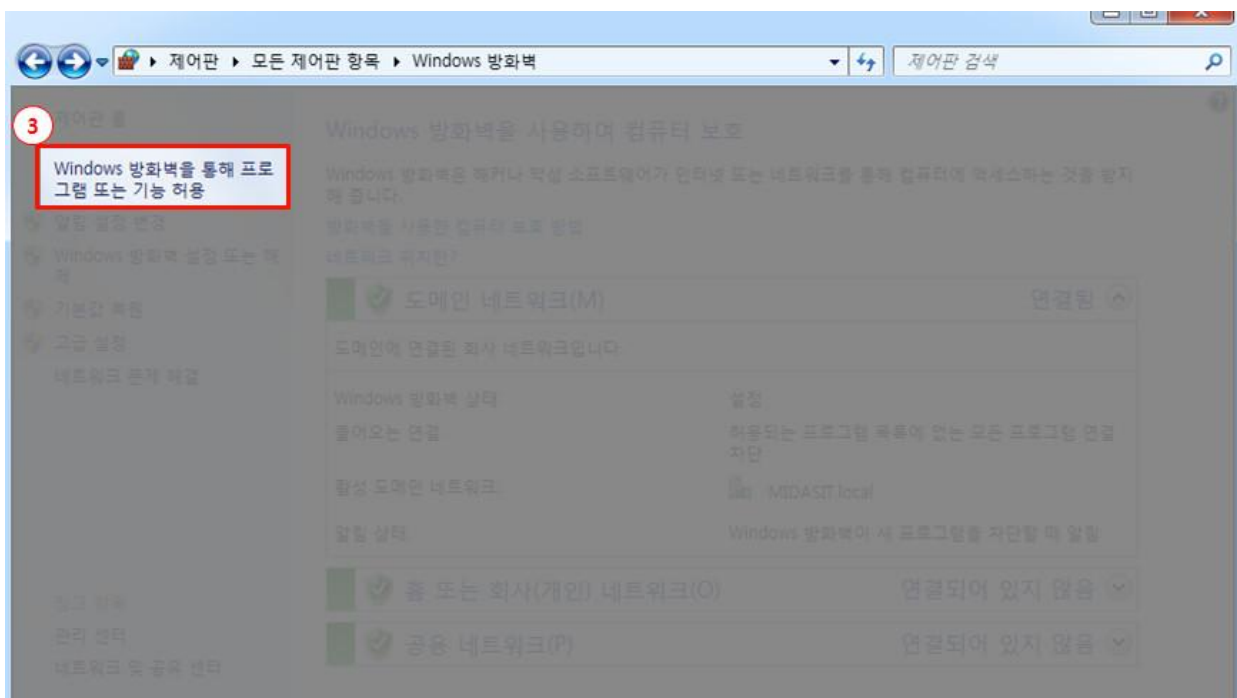 제어판 ▸ 모든 제어판 항목 ▸ Windows 방화벽
제어판 검색
3
제어판 홈
Windows 방화벽을 통해 프로
그램 또는 기능 허용
알림 설정 변경
Windows 방화벽 설정 또는 해
제
기본값 복원
고급 설정
네트워크 문제 해결
참고 항목
관리 센터
네트워크 및 공유 센터
Windows 방화벽을 사용하여 컴퓨터 보호
Windows 방화벽은 해커나 악성 소프트웨어가 인터넷 또는 네트워크를 통해 컴퓨터에 액세스하는 것을 방지
해 줍니다.
방화벽을 사용한 컴퓨터 보호 방법
네트워크 위치란?
도메인 네트워크(M)
연결됨
도메인에 연결된 회사 네트워크입니다
Windows 방화벽 상태
설정
들어오는 연결
허용되는 프로그램 목록에 없는 모든 프로그램 연결
차단
활성 도메인 네트워크
MIDASIT.local
알림 상태
Windows 방화벽이 새 프로그램을 차단할 때 알림
홈 또는 회사(개인) 네트워크(O)
연결되어 있지 않음
공용 네트워크(P)
연결되어 있지 않음